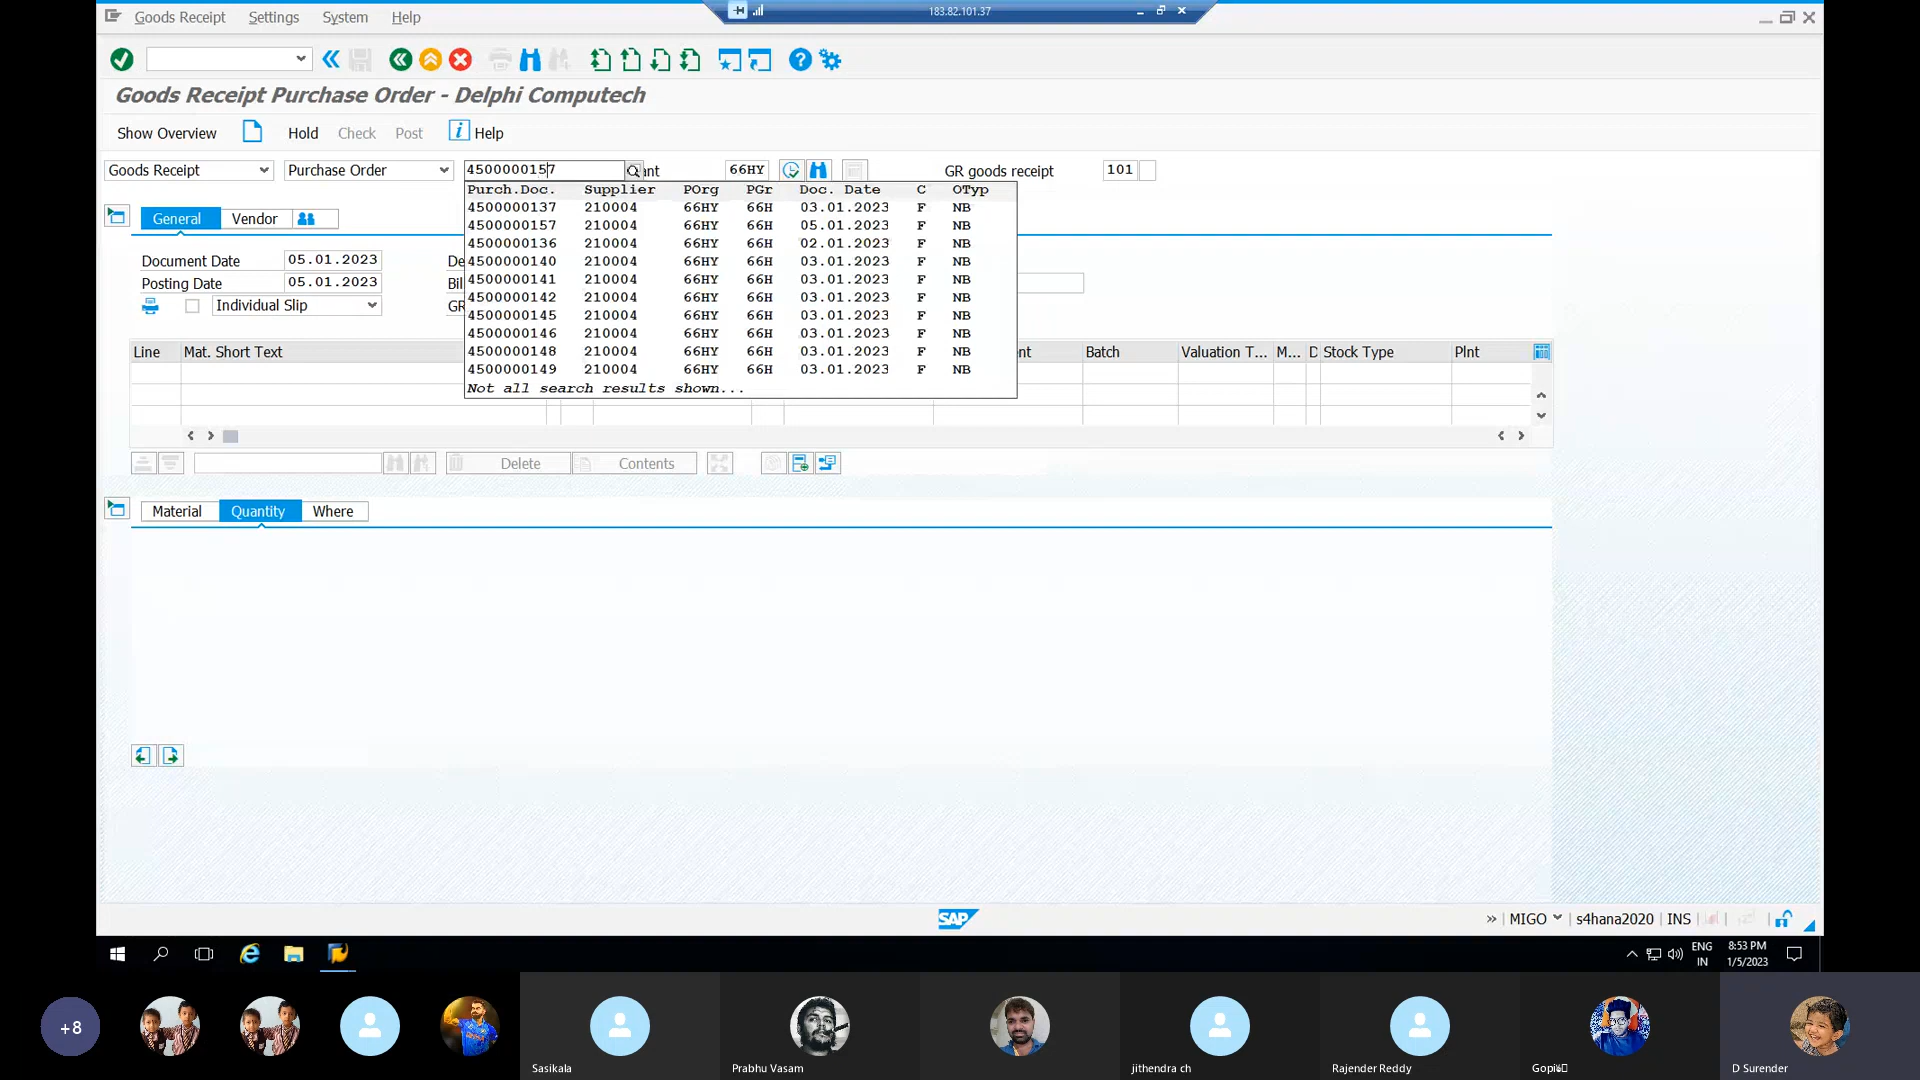 Goods Receipt Settings System Help
183.82.101.37
Goods Receipt Purchase Order - Delphi Computech
Show Overview Hold Check Post Help
Goods Receipt Purchase Order 4500000157 ant 66HY GR goods receipt 101
Purch.Doc. Supplier POrg PGr Doc. Date C OTyp
4500000137 210004 66HY 66H 03.01.2023 F NB
4500000157 210004 66HY 66H 05.01.2023 F NB
4500000136 210004 66HY 66H 02.01.2023 F NB
4500000140 210004 66HY 66H 03.01.2023 F NB
4500000141 210004 66HY 66H 03.01.2023 F NB
4500000142 210004 66HY 66H 03.01.2023 F NB
4500000145 210004 66HY 66H 03.01.2023 F NB
4500000146 210004 66HY 66H 03.01.2023 F NB
4500000148 210004 66HY 66H 03.01.2023 F NB
4500000149 210004 66HY 66H 03.01.2023 F NB
Not all search results shown...
General Vendor
Document Date 05.01.2023 De
Posting Date 05.01.2023 Bil
Individual Slip GR
Line Mat. Short Text nt Batch Valuation T... M... D Stock Type Plnt
Delete Contents
Material Quantity Where
SAP
MIGO s4hana2020 INS
ENG 8:53 PM
IN 1/5/2023
+8
Sasikala Prabhu Vasam jithendra ch Rajender Reddy D Surender